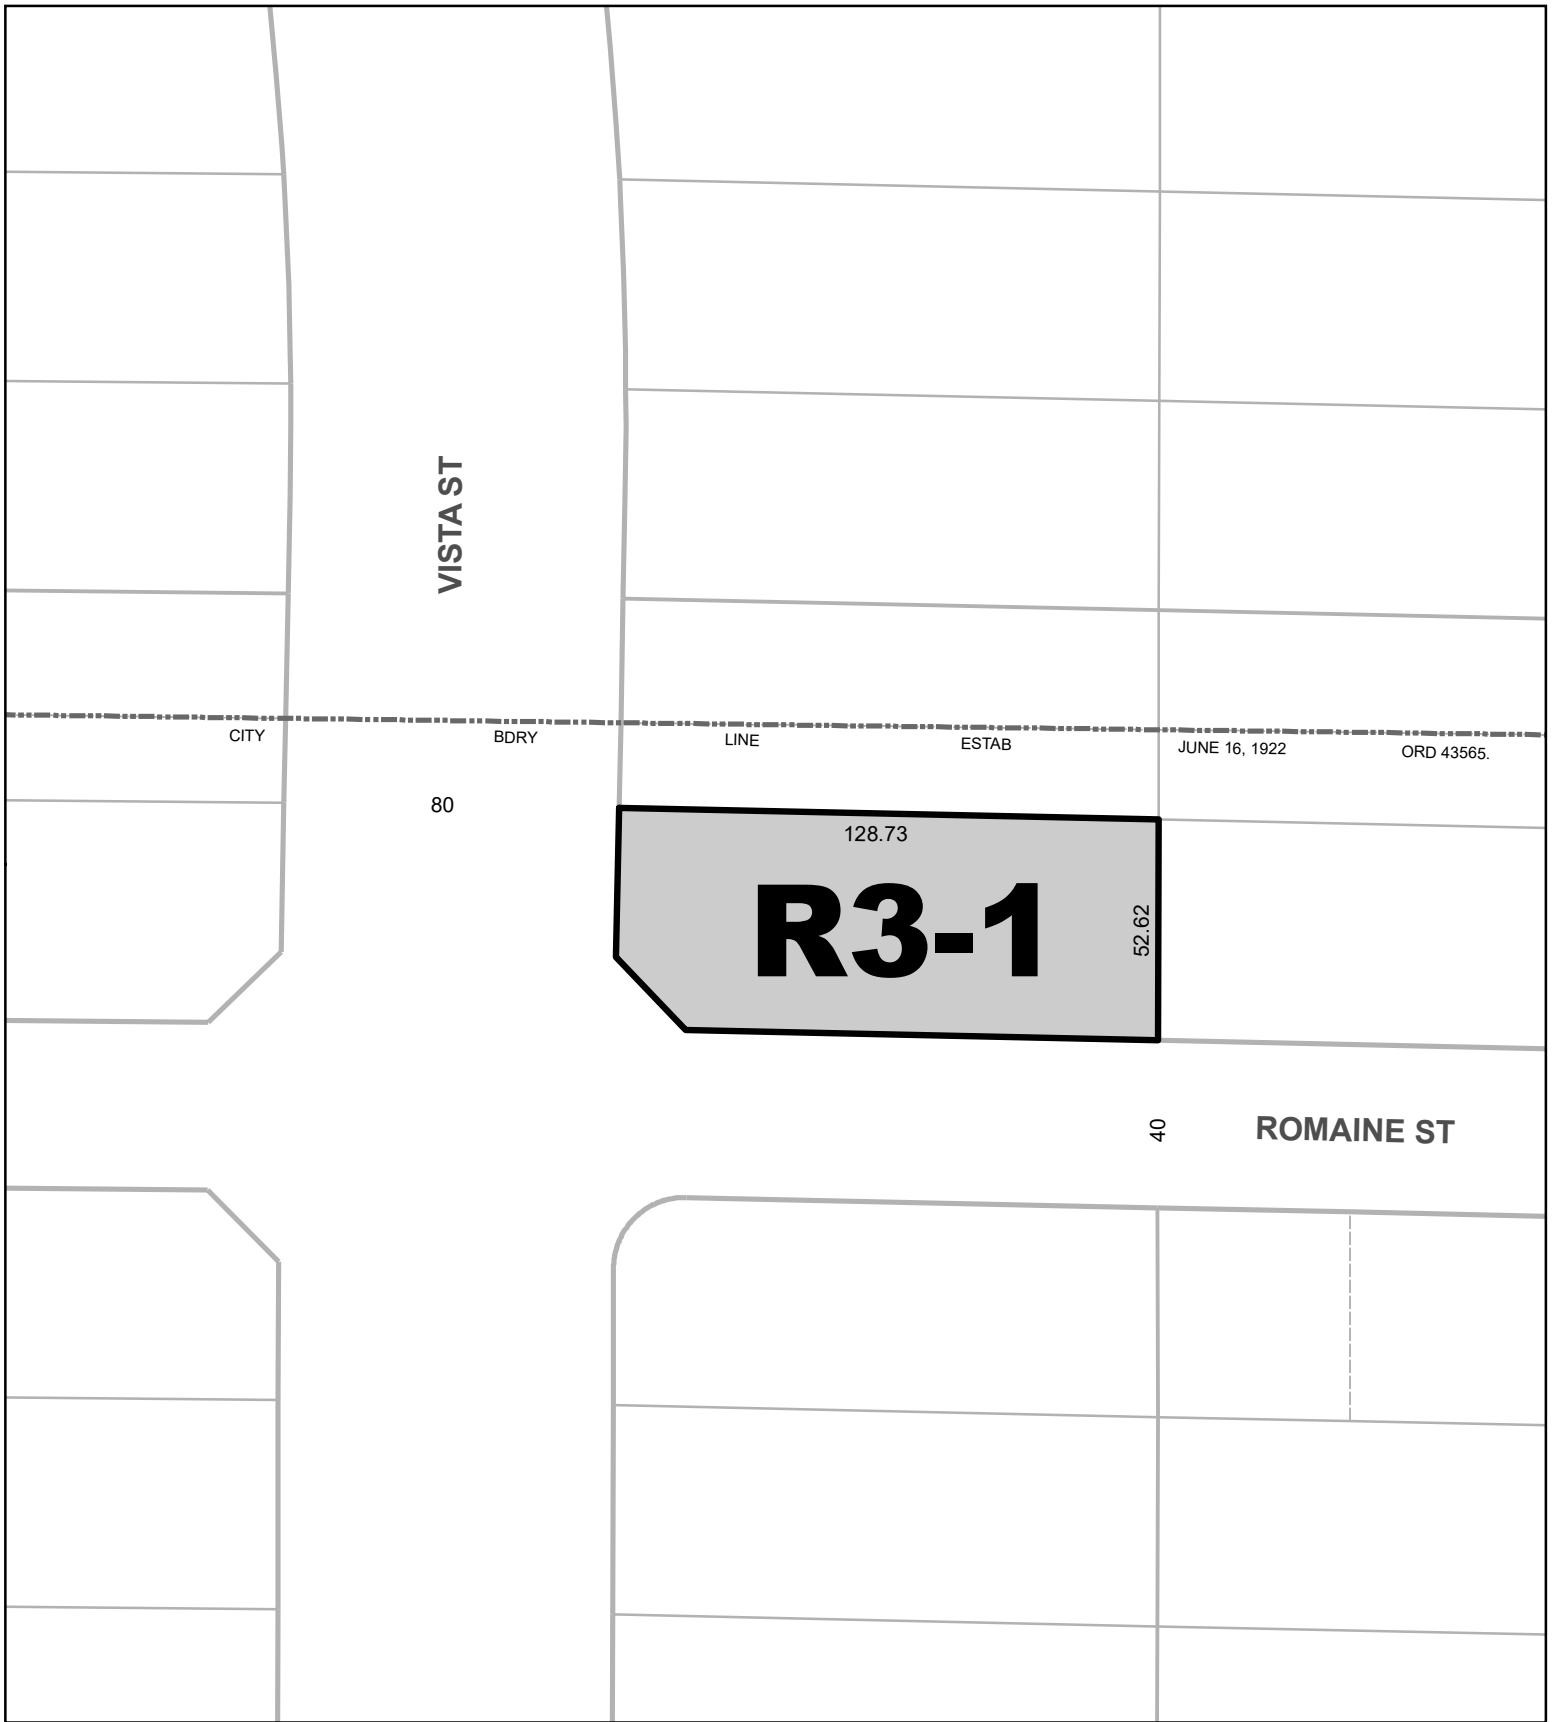 VISTA ST
CITY BDRY LINE ESTAB JUNE 16, 1922 ORD 43565.
80
128.73
R3-1
52.62
40
ROMAINE ST